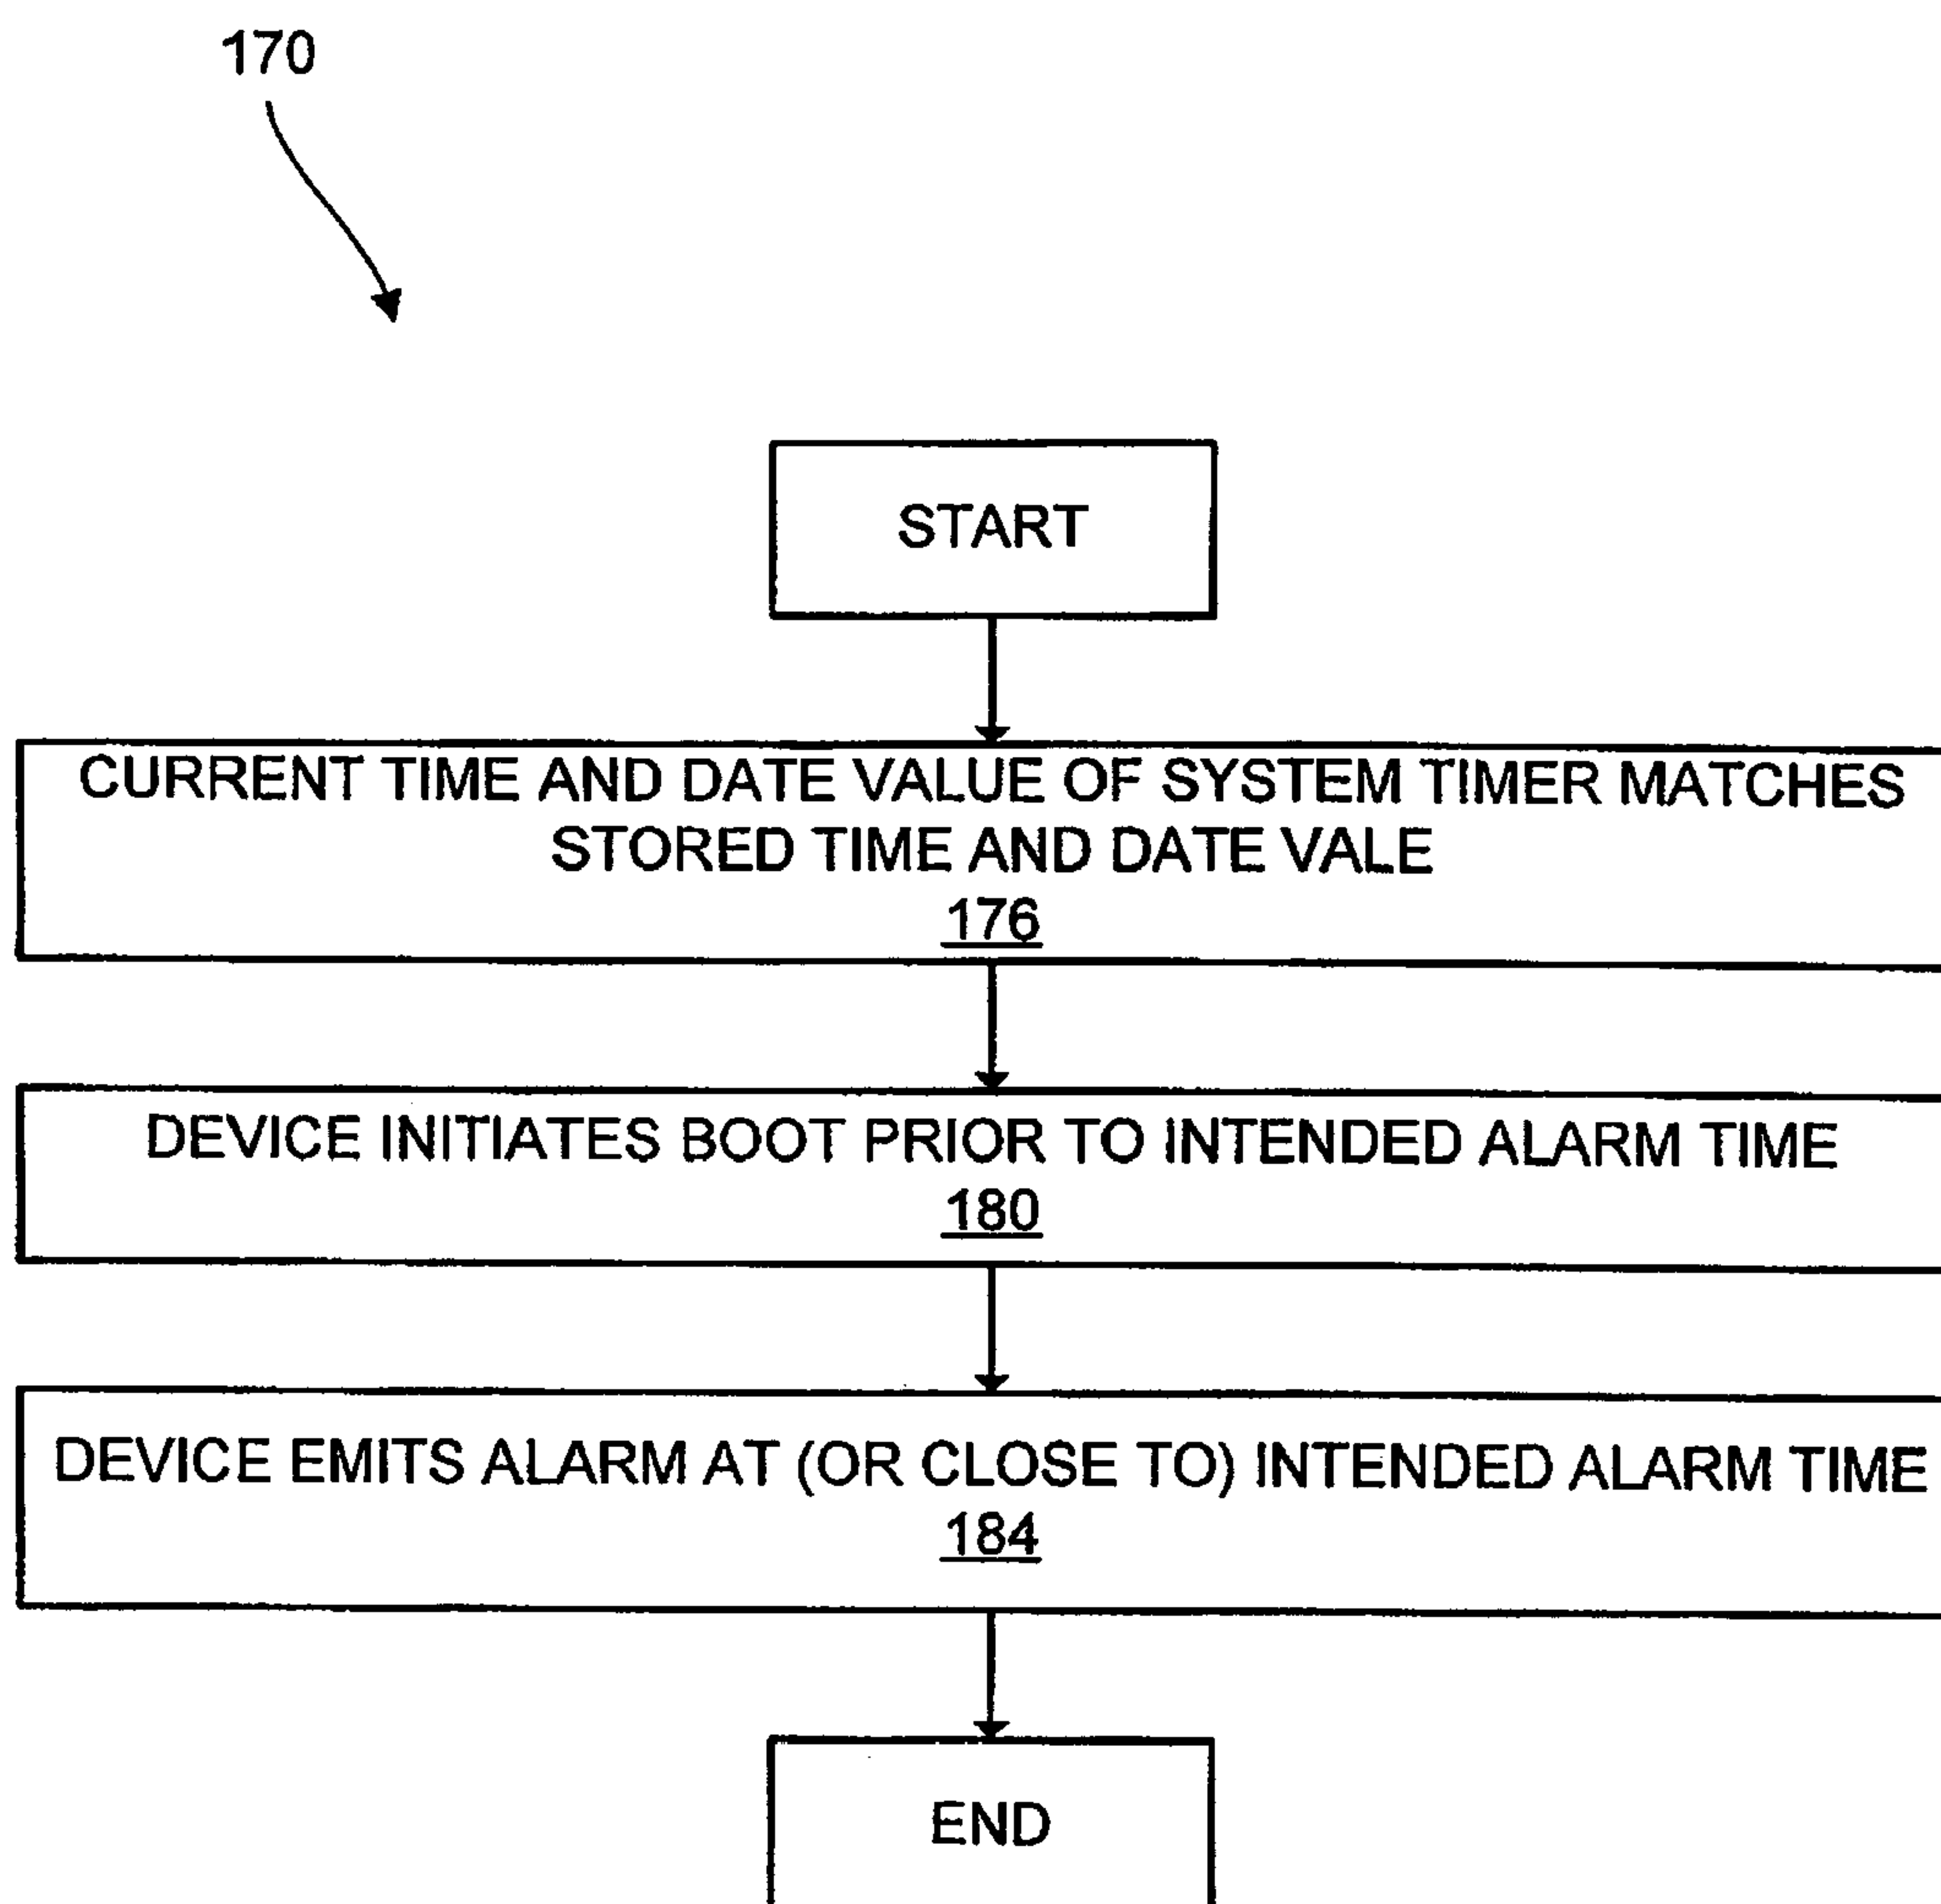 170
START
CURRENT TIME AND DATE VALUE OF SYSTEM TIMER MATCHES
STORED TIME AND DATE VALE
176
DEVICE INITIATES BOOT PRIOR TO INTENDED ALARM TIME
180
DEVICE EMITS ALARM AT (OR CLOSE TO) INTENDED ALARM TIME
184
END